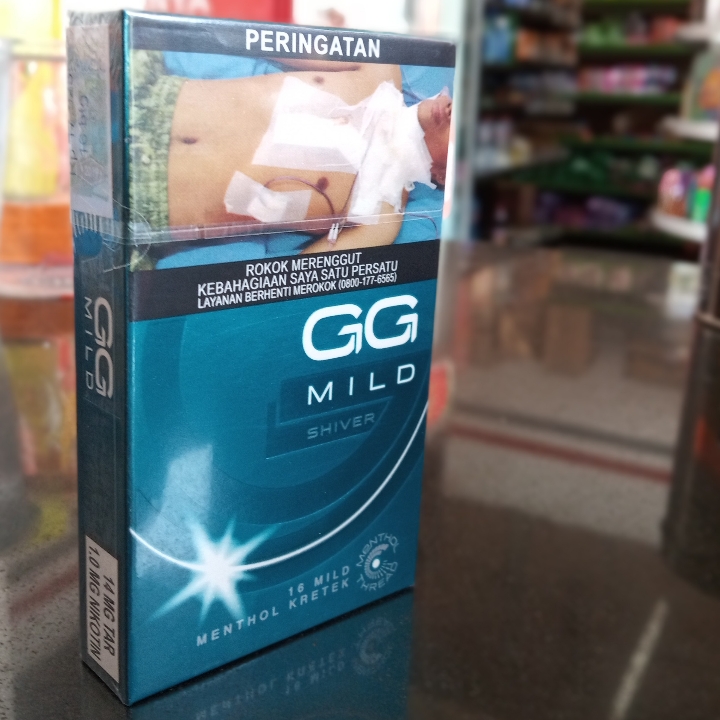 PERINGATAN
ROKOK MERENGGUT
KEBAHAGIAAN SAYA SATU PERSATU
LAYANAN BERHENTI MEROKOK (0800-177-6565)
GG
MILD
SHIVER
16 MILD
MENTHOL KRETEK
MENTHOL THREAD
GG
MILD
14 MG TAR
1.0 MG NIKOTIN